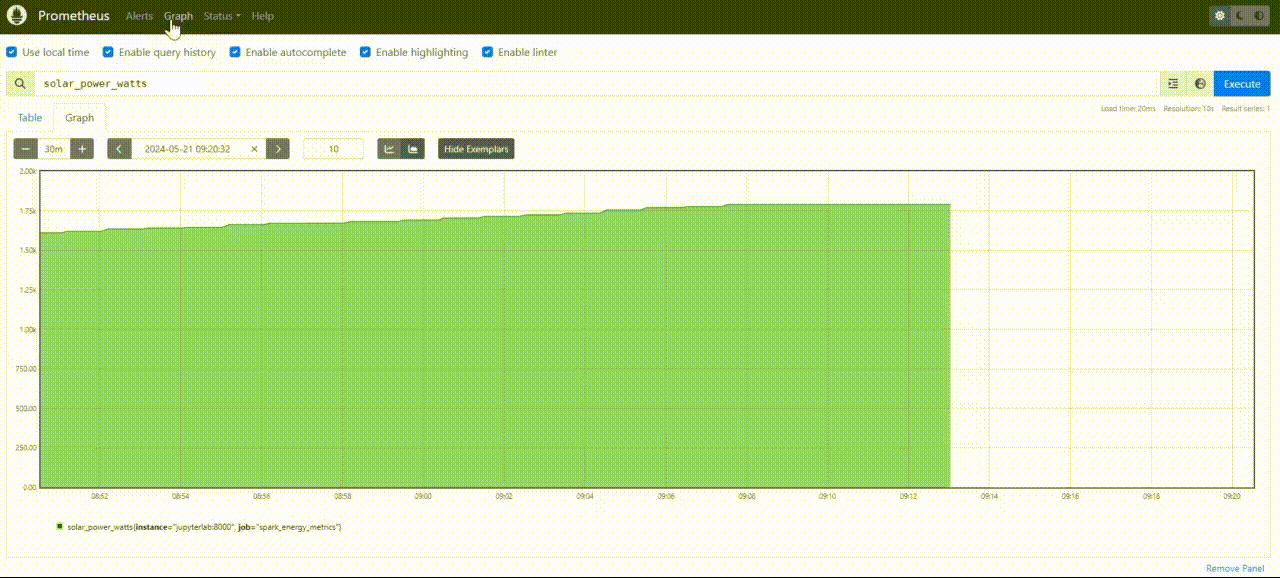 Prometheus Alerts Graph Status Help
Use local time Enable query history Enable autocomplete Enable highlighting Enable linter
solar_power_watts Execute
Load time: 20ms Resolution: 10s Result series: 1
Table Graph
30m 2024-05-21 09:20:32 10 Hide Exemplars
2.00k
1.75k
1.50k
1.25k
1.00k
750.00
500.00
250.00
0.00
08:52 08:54 08:56 08:58 09:00 09:02 09:04 09:06 09:08 09:10 09:12 09:14 09:16 09:18 09:20
solar_power_watts{instance="jupyterlab:8000", job="spark_energy_metrics"}
Remove Panel